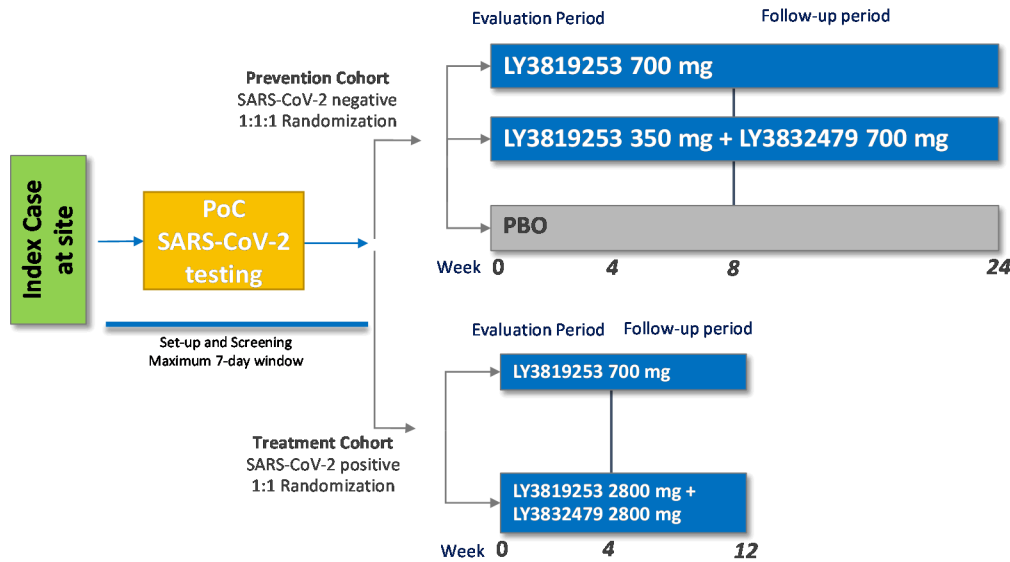 Evaluation Period
Follow-up period
Prevention Cohort
SARS-CoV-2 negative
1:1:1 Randomization
LY3819253 700 mg
LY3819253 350 mg + LY3832479 700 mg
PBO
Week 0 4 8 24
Index Case
at site
PoC
SARS-CoV-2
testing
Set-up and Screening
Maximum 7-day window
Evaluation Period
Follow-up period
Treatment Cohort
SARS-CoV-2 positive
1:1 Randomization
LY3819253 700 mg
LY3819253 2800 mg +
LY3832479 2800 mg
Week 0 4 12